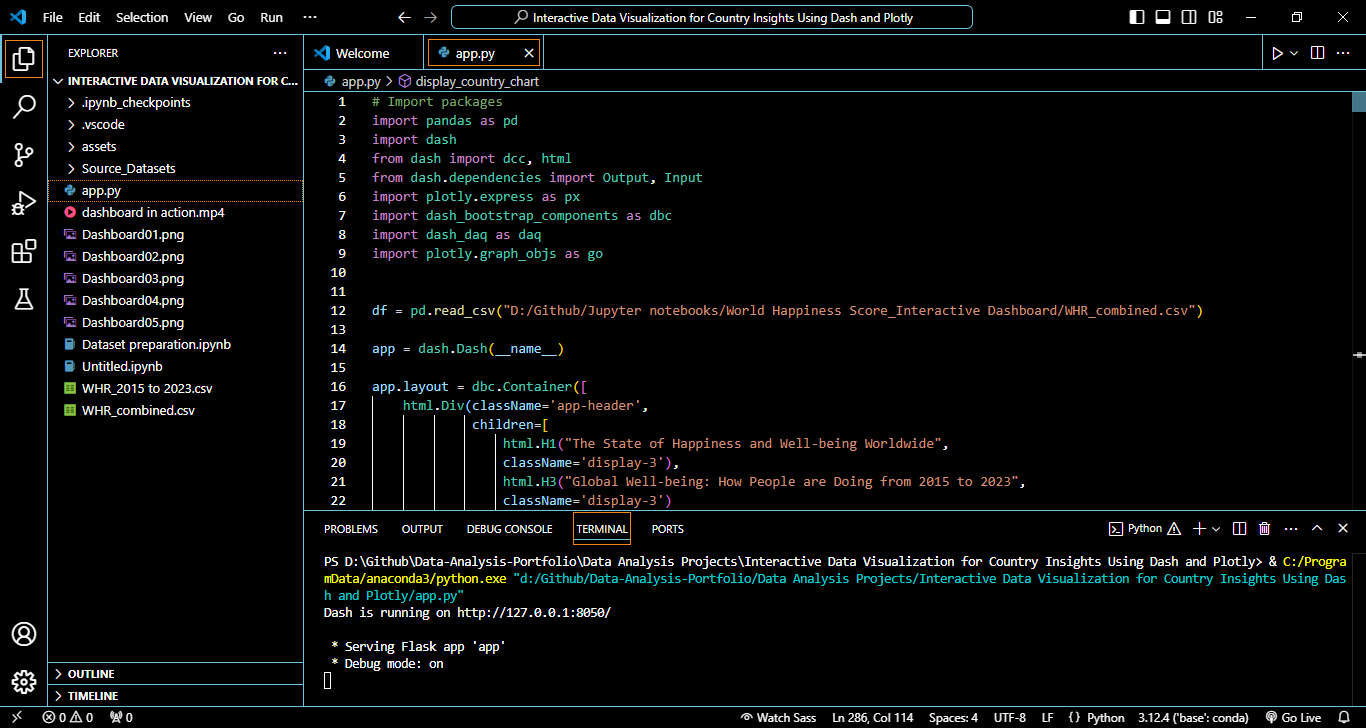 File Edit Selection View Go Run ··· Interactive Data Visualization for Country Insights Using Dash and Plotly
EXPLORER ···
INTERACTIVE DATA VISUALIZATION FOR C...
.ipynb_checkpoints
.vscode
assets
Source_Datasets
app.py
dashboard in action.mp4
Dashboard01.png
Dashboard02.png
Dashboard03.png
Dashboard04.png
Dashboard05.png
Dataset preparation.ipynb
Untitled.ipynb
WHR_2015 to 2023.csv
WHR_combined.csv
OUTLINE
TIMELINE
Welcome app.py
app.py > display_country_chart
1 # Import packages
2 import pandas as pd
3 import dash
4 from dash import dcc, html
5 from dash.dependencies import Output, Input
6 import plotly.express as px
7 import dash_bootstrap_components as dbc
8 import dash_daq as daq
9 import plotly.graph_objs as go
10
11
12 df = pd.read_csv("D:/Github/Jupyter notebooks/World Happiness Score_Interactive Dashboard/WHR_combined.csv")
13
14 app = dash.Dash(__name__)
15
16 app.layout = dbc.Container([
17 html.Div(className='app-header',
18 children=[
19 html.H1("The State of Happiness and Well-being Worldwide",
20 className='display-3'),
21 html.H3("Global Well-being: How People are Doing from 2015 to 2023",
22 className='display-3')
PROBLEMS OUTPUT DEBUG CONSOLE TERMINAL PORTS Python
PS D:\Github\Data-Analysis-Portfolio\Data Analysis Projects\Interactive Data Visualization for Country Insights Using Dash and Plotly> & C:/Progra
mData/anaconda3/python.exe "d:/Github/Data-Analysis-Portfolio/Data Analysis Projects/Interactive Data Visualization for Country Insights Using Das
h and Plotly/app.py"
Dash is running on http://127.0.0.1:8050/
* Serving Flask app 'app'
* Debug mode: on
0 0 0 Watch Sass Ln 286, Col 114 Spaces: 4 UTF-8 LF {} Python 3.12.4 ('base': conda) Go Live